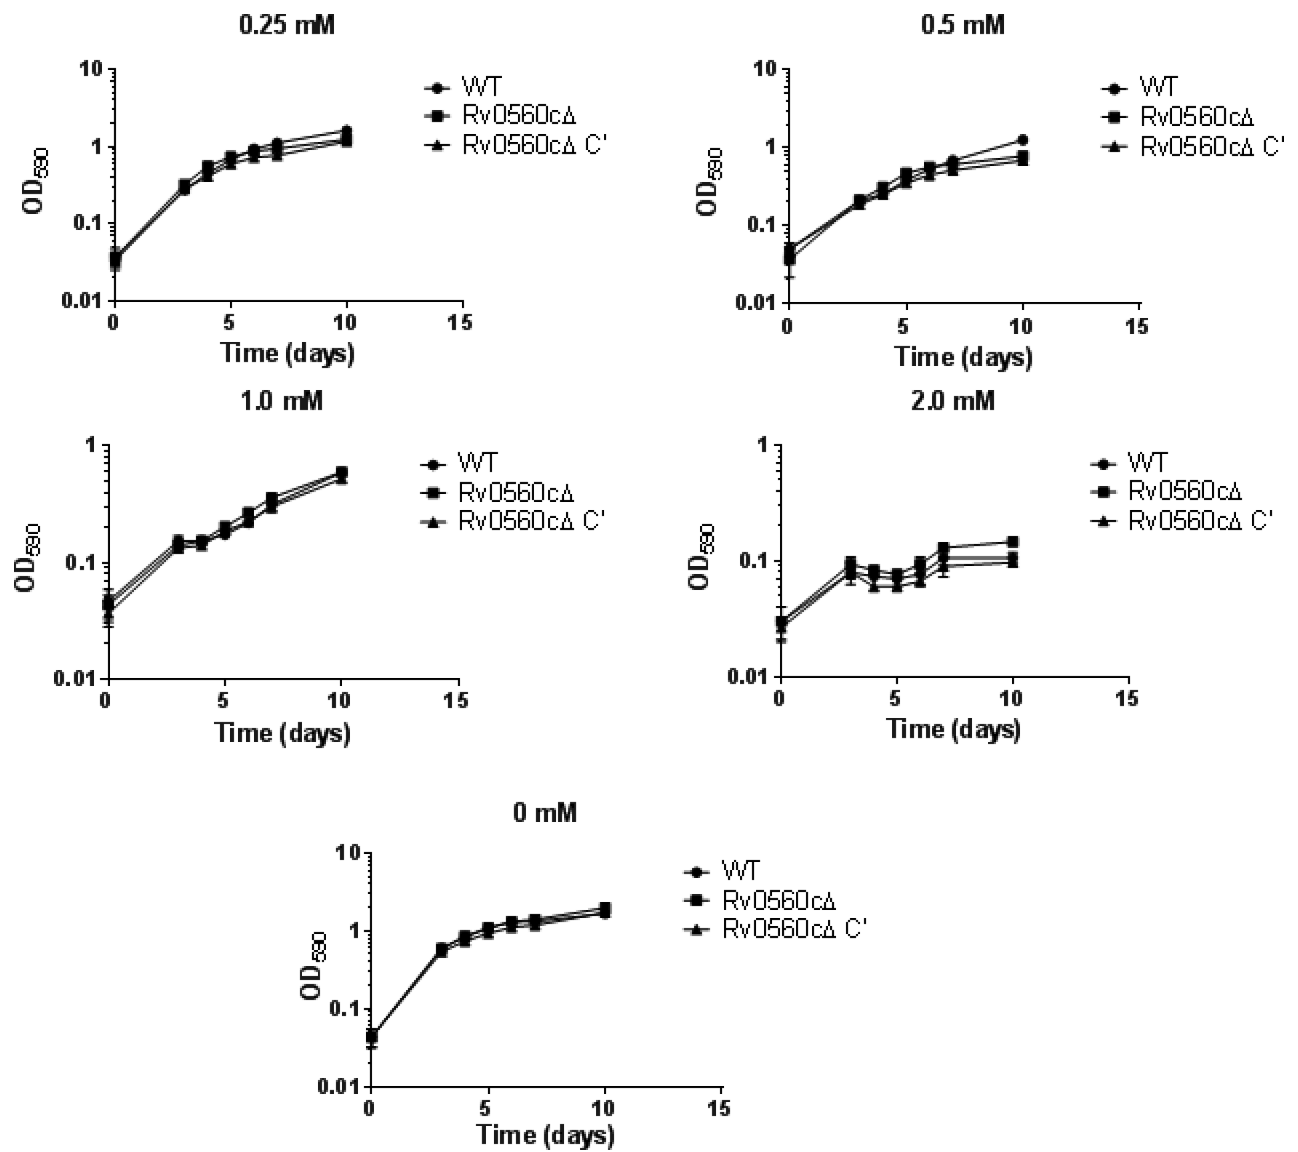 0.25 mM
10
1
0.1
0.01
OD590
0
5
10
15
Time (days)
WT
Rv0560cΔ
Rv0560cΔ C'
0.5 mM
10
1
0.1
0.01
OD590
0
5
10
15
Time (days)
WT
Rv0560cΔ
Rv0560cΔ C'
1.0 mM
1
0.1
0.01
OD590
0
5
10
15
Time (days)
WT
Rv0560cΔ
Rv0560cΔ C'
2.0 mM
1
0.1
0.01
OD590
0
5
10
15
Time (days)
WT
Rv0560cΔ
Rv0560cΔ C'
0 mM
10
1
0.1
0.01
OD590
0
5
10
15
Time (days)
WT
Rv0560cΔ
Rv0560cΔ C'